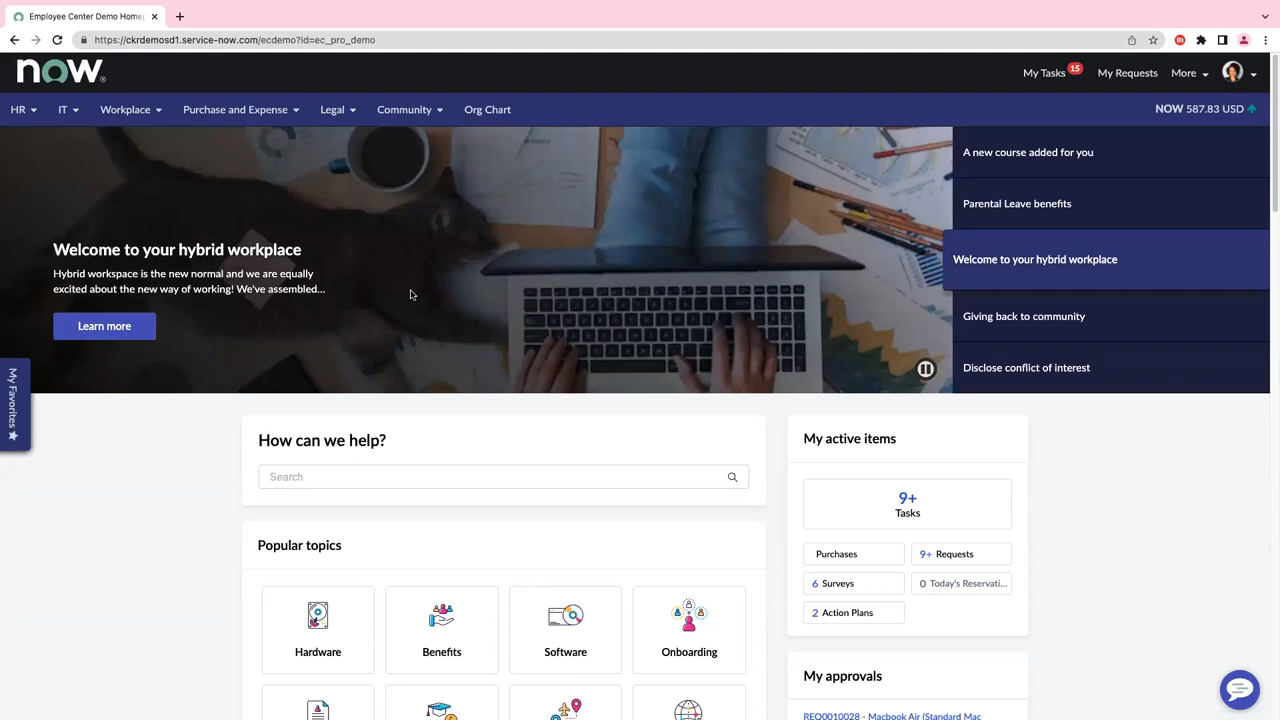 Employee Center Demo Home
https://ckrdemosd1.service-now.com/ecdemo?id=ec_pro_demo
now
My Tasks 15 My Requests More
HR IT Workplace Purchase and Expense Legal Community Org Chart NOW 587.83 USD
A new course added for you
Parental Leave benefits
Welcome to your hybrid workplace
Giving back to community
Disclose conflict of interest
Welcome to your hybrid workplace
Hybrid workspace is the new normal and we are equally
excited about the new way of working! We've assembled...
Learn more
My Favorites
How can we help?
Search
Popular topics
Hardware Benefits Software Onboarding
My active items
9+
Tasks
Purchases 9+ Requests
6 Surveys 0 Today's Reservati...
2 Action Plans
My approvals
REQ0010028 - Macbook Air (Standard Mac